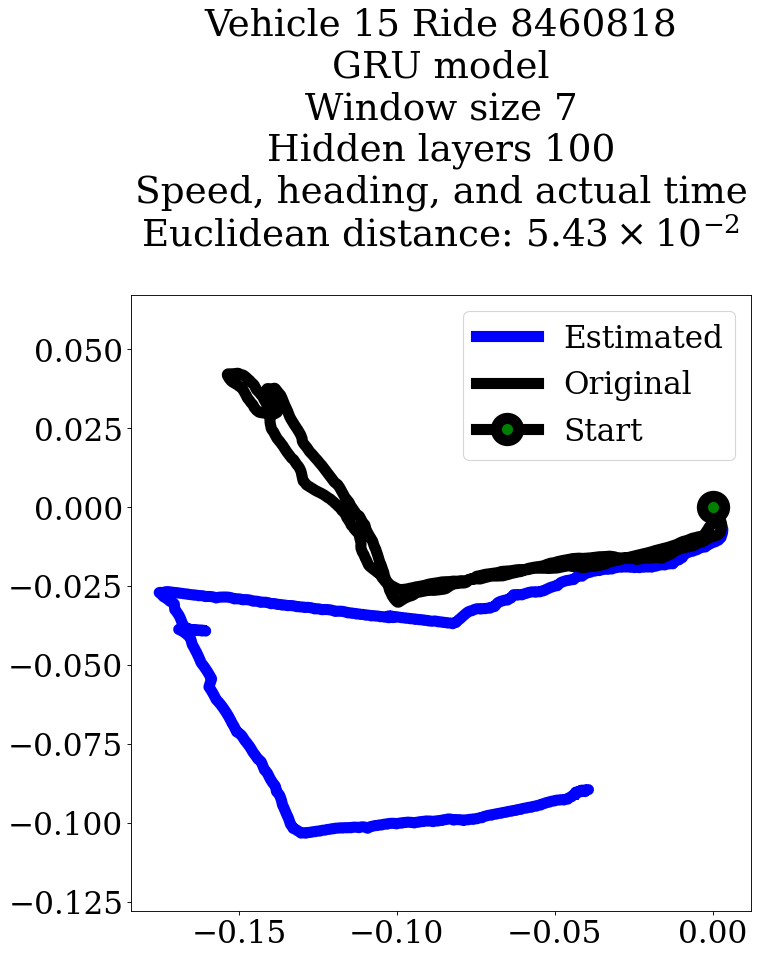 Vehicle 15 Ride 8460818
GRU model
Window size 7
Hidden layers 100
Speed, heading, and actual time
Euclidean distance: 5.43 × 10⁻²
Estimated
Original
Start
0.050
0.025
0.000
−0.025
−0.050
−0.075
−0.100
−0.125
−0.15 −0.10 −0.05 0.00